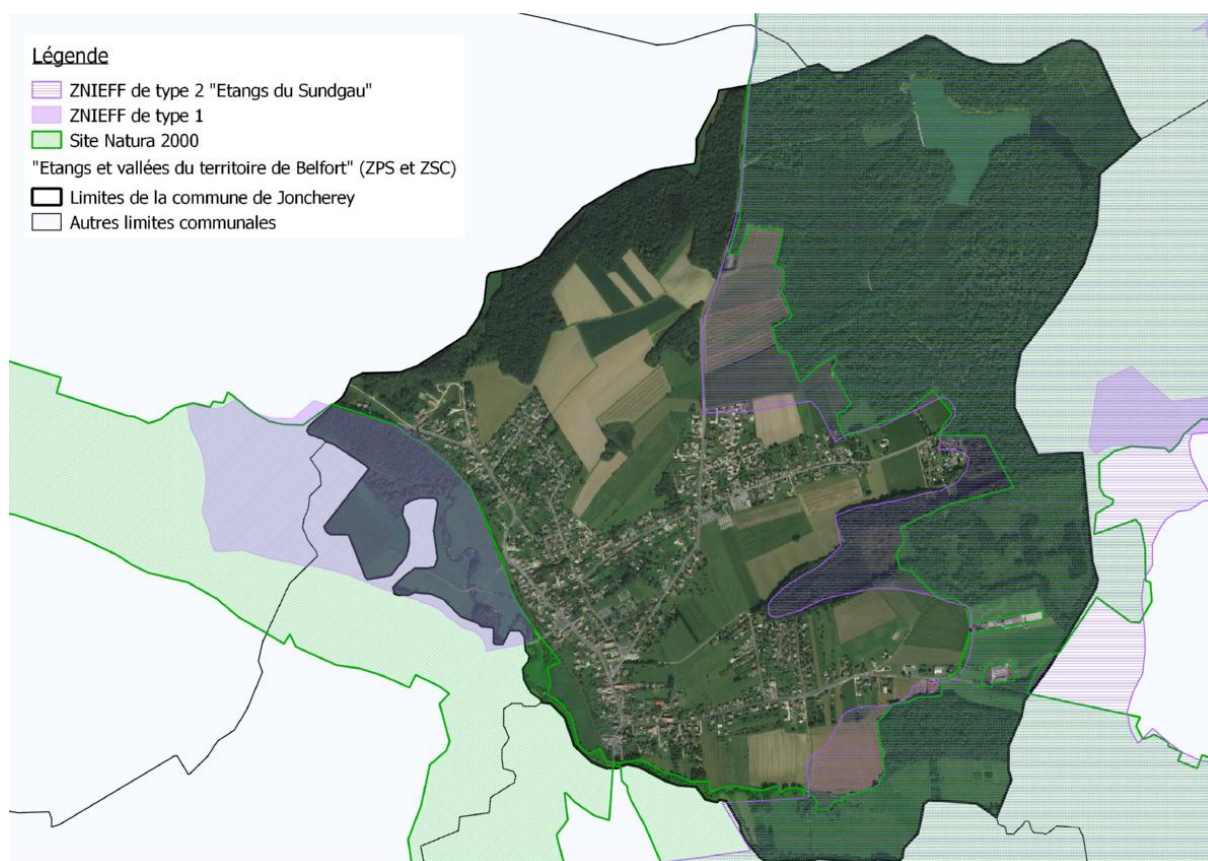 Légende
ZNIEFF de type 2 "Etangs du Sundgau"
ZNIEFF de type 1
Site Natura 2000
"Etangs et vallées du territoire de Belfort" (ZPS et ZSC)
Limites de la commune de Joncherey
Autres limites communales